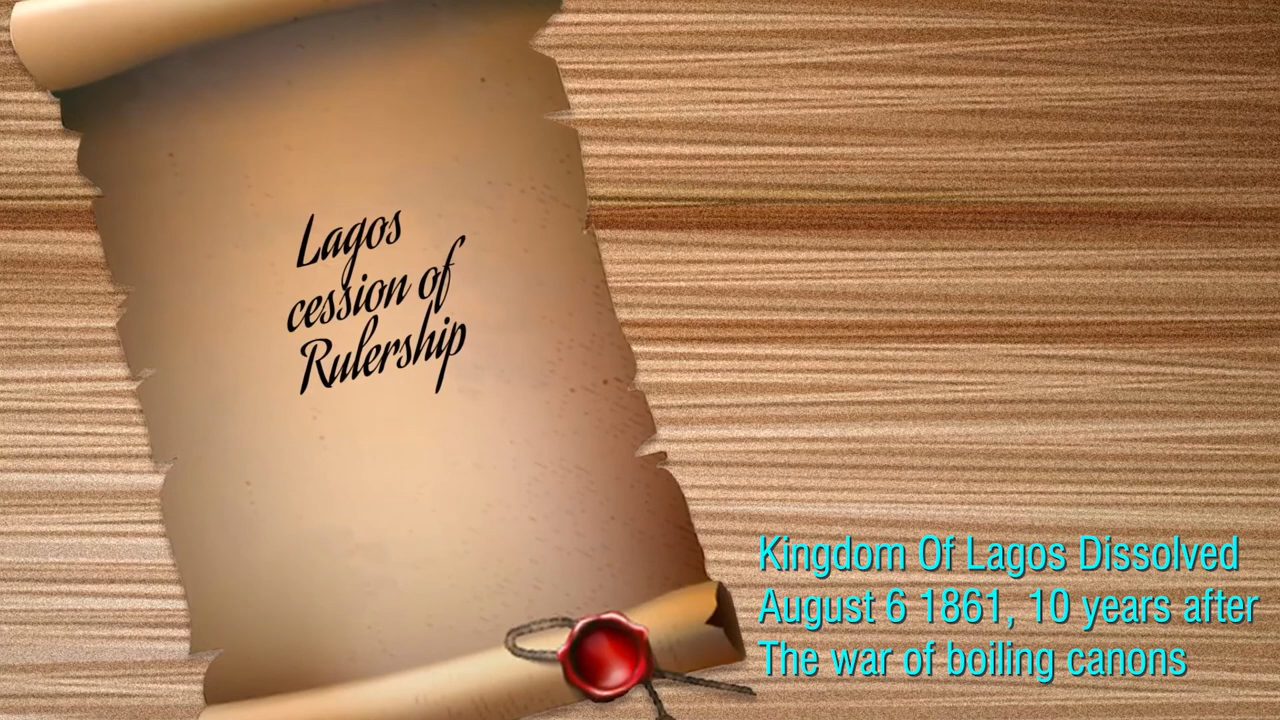 Lagos
cession of
Rulership
Kingdom Of Lagos Dissolved
August 6 1861, 10 years after
The war of boiling canons